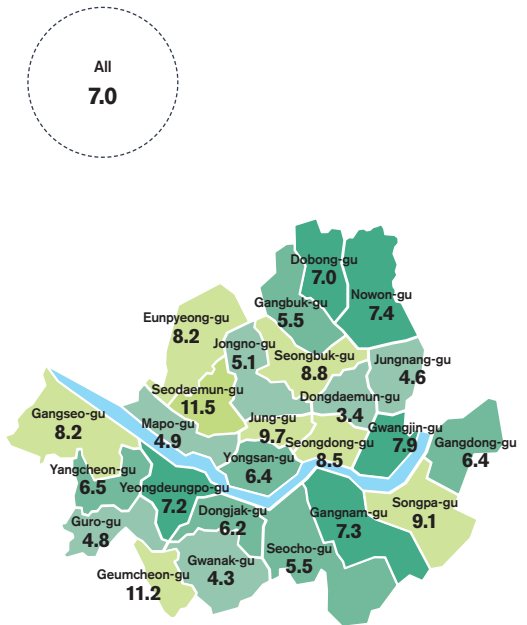 All
7.0
Dobong-gu
7.0
Nowon-gu
7.4
Gangbuk-gu
5.5
Eunpyeong-gu
8.2
Jongno-gu
5.1
Seongbuk-gu
8.8
Jungnang-gu
4.6
Seodaemun-gu
11.5
Dongdaemun-gu
3.4
Gangseo-gu
8.2
Mapo-gu
4.9
Jung-gu
9.7
Seongdong-gu
8.5
Gwangjin-gu
7.9
Gangdong-gu
6.4
Yangcheon-gu
6.5
Yeongdeungpo-gu
7.2
Yongsan-gu
6.4
Songpa-gu
9.1
Guro-gu
4.8
Dongjak-gu
6.2
Gangnam-gu
7.3
Geumcheon-gu
11.2
Gwanak-gu
4.3
Seocho-gu
5.5